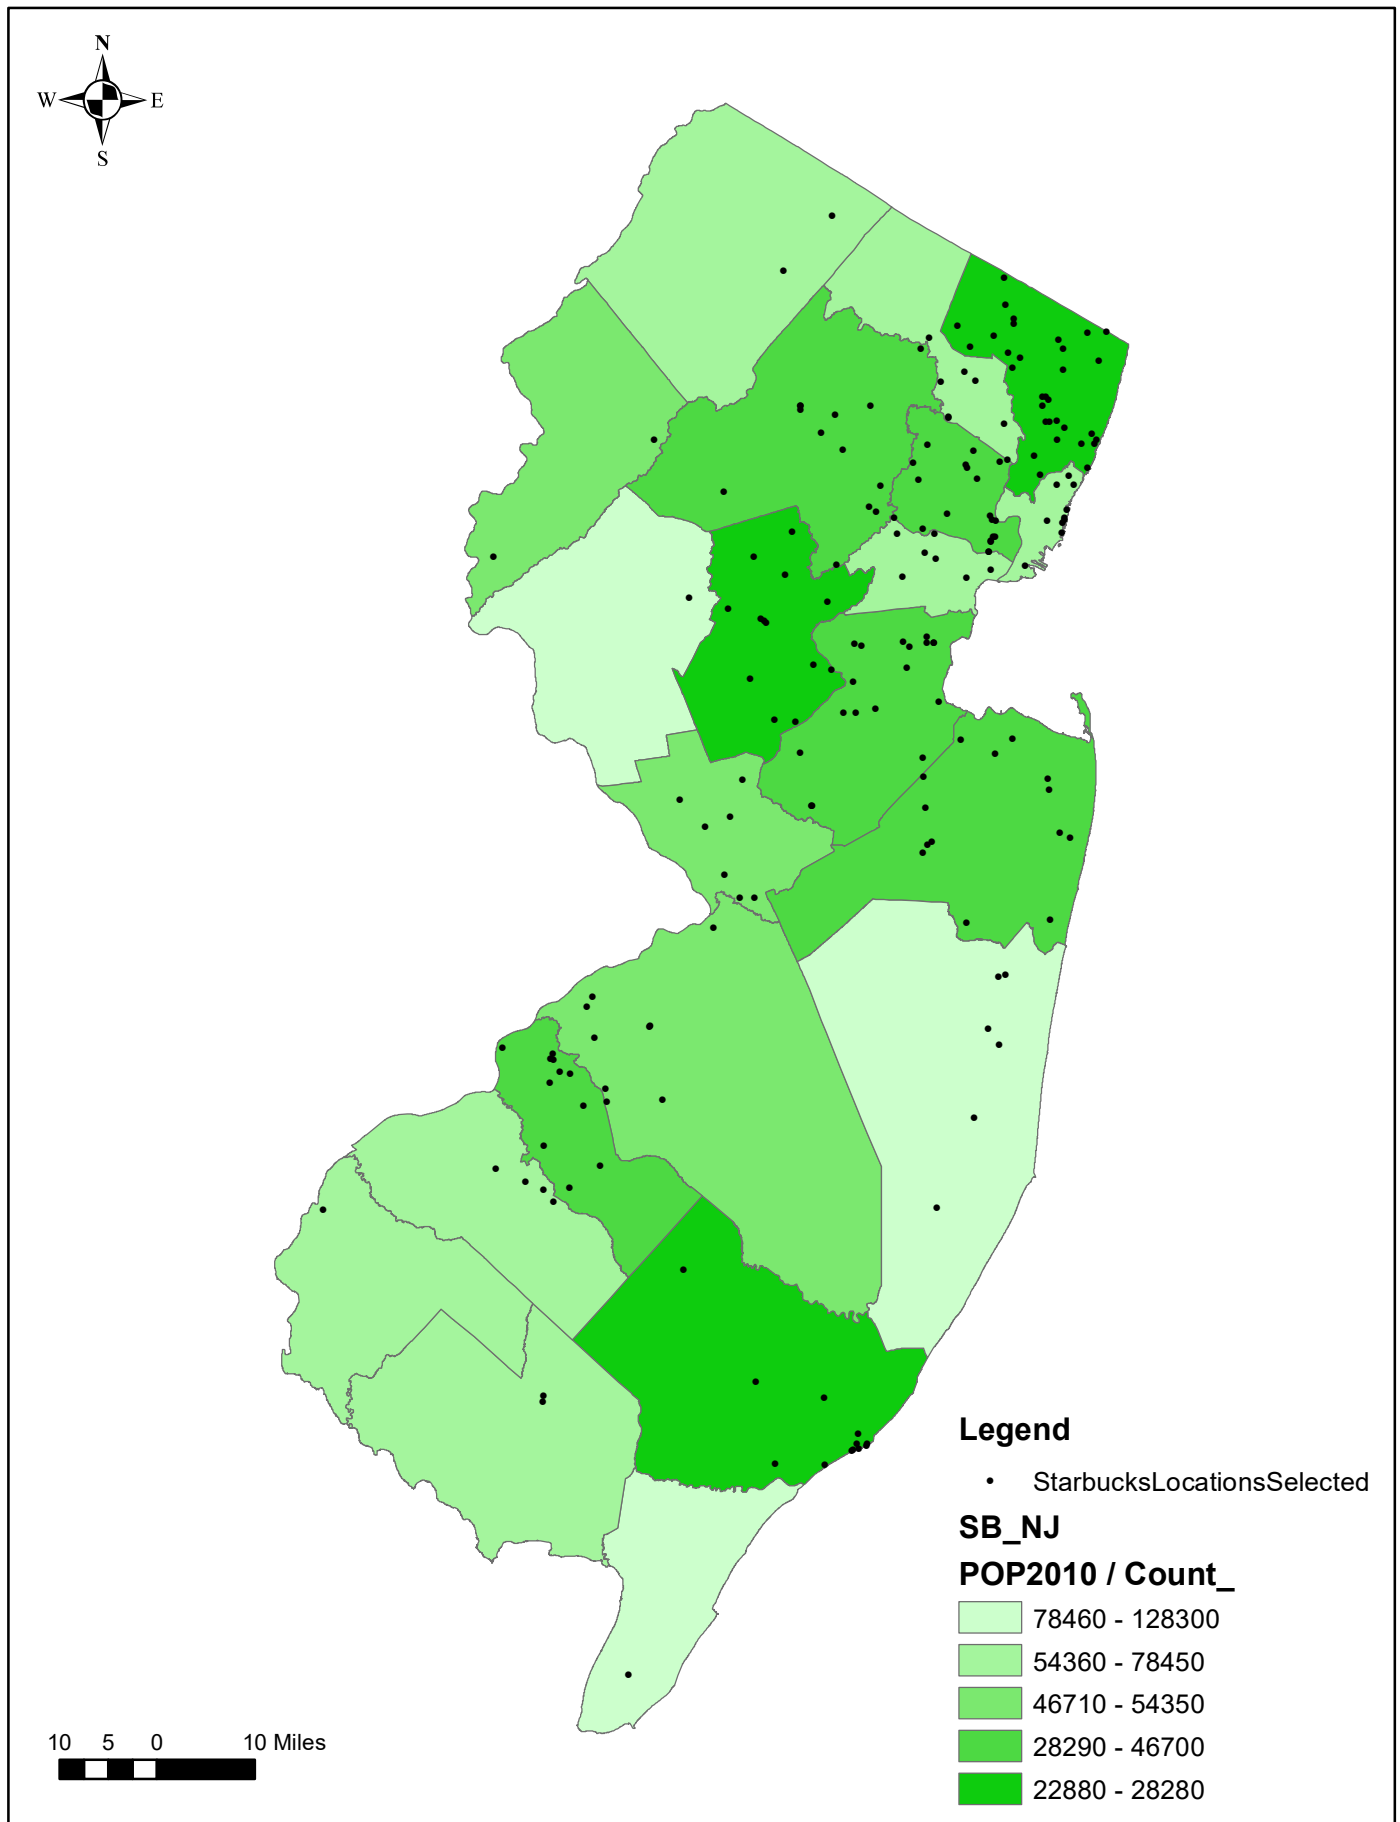 N
W E
S
Legend
StarbucksLocationsSelected
SB_NJ
POP2010 / Count_
78460 - 128300
54360 - 78450
46710 - 54350
28290 - 46700
22880 - 28280
10 5 0 10 Miles